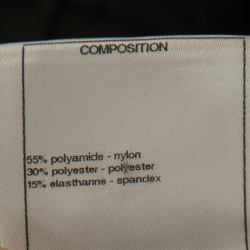 COMPOSITION
55% polyamide - nylon
30% polyester - polyester
15% elasthanne - spandex